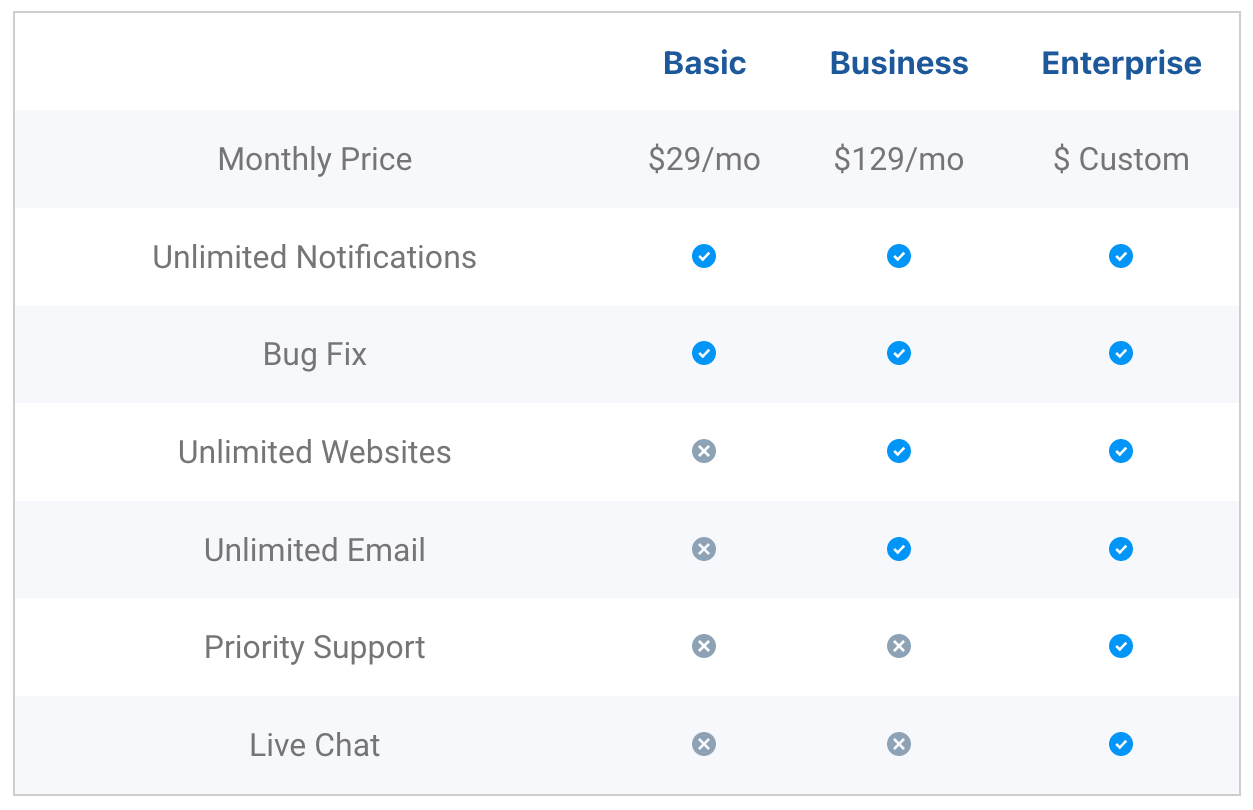 Basic Business Enterprise
Monthly Price $29/mo $129/mo $ Custom
Unlimited Notifications
Bug Fix
Unlimited Websites
Unlimited Email
Priority Support
Live Chat